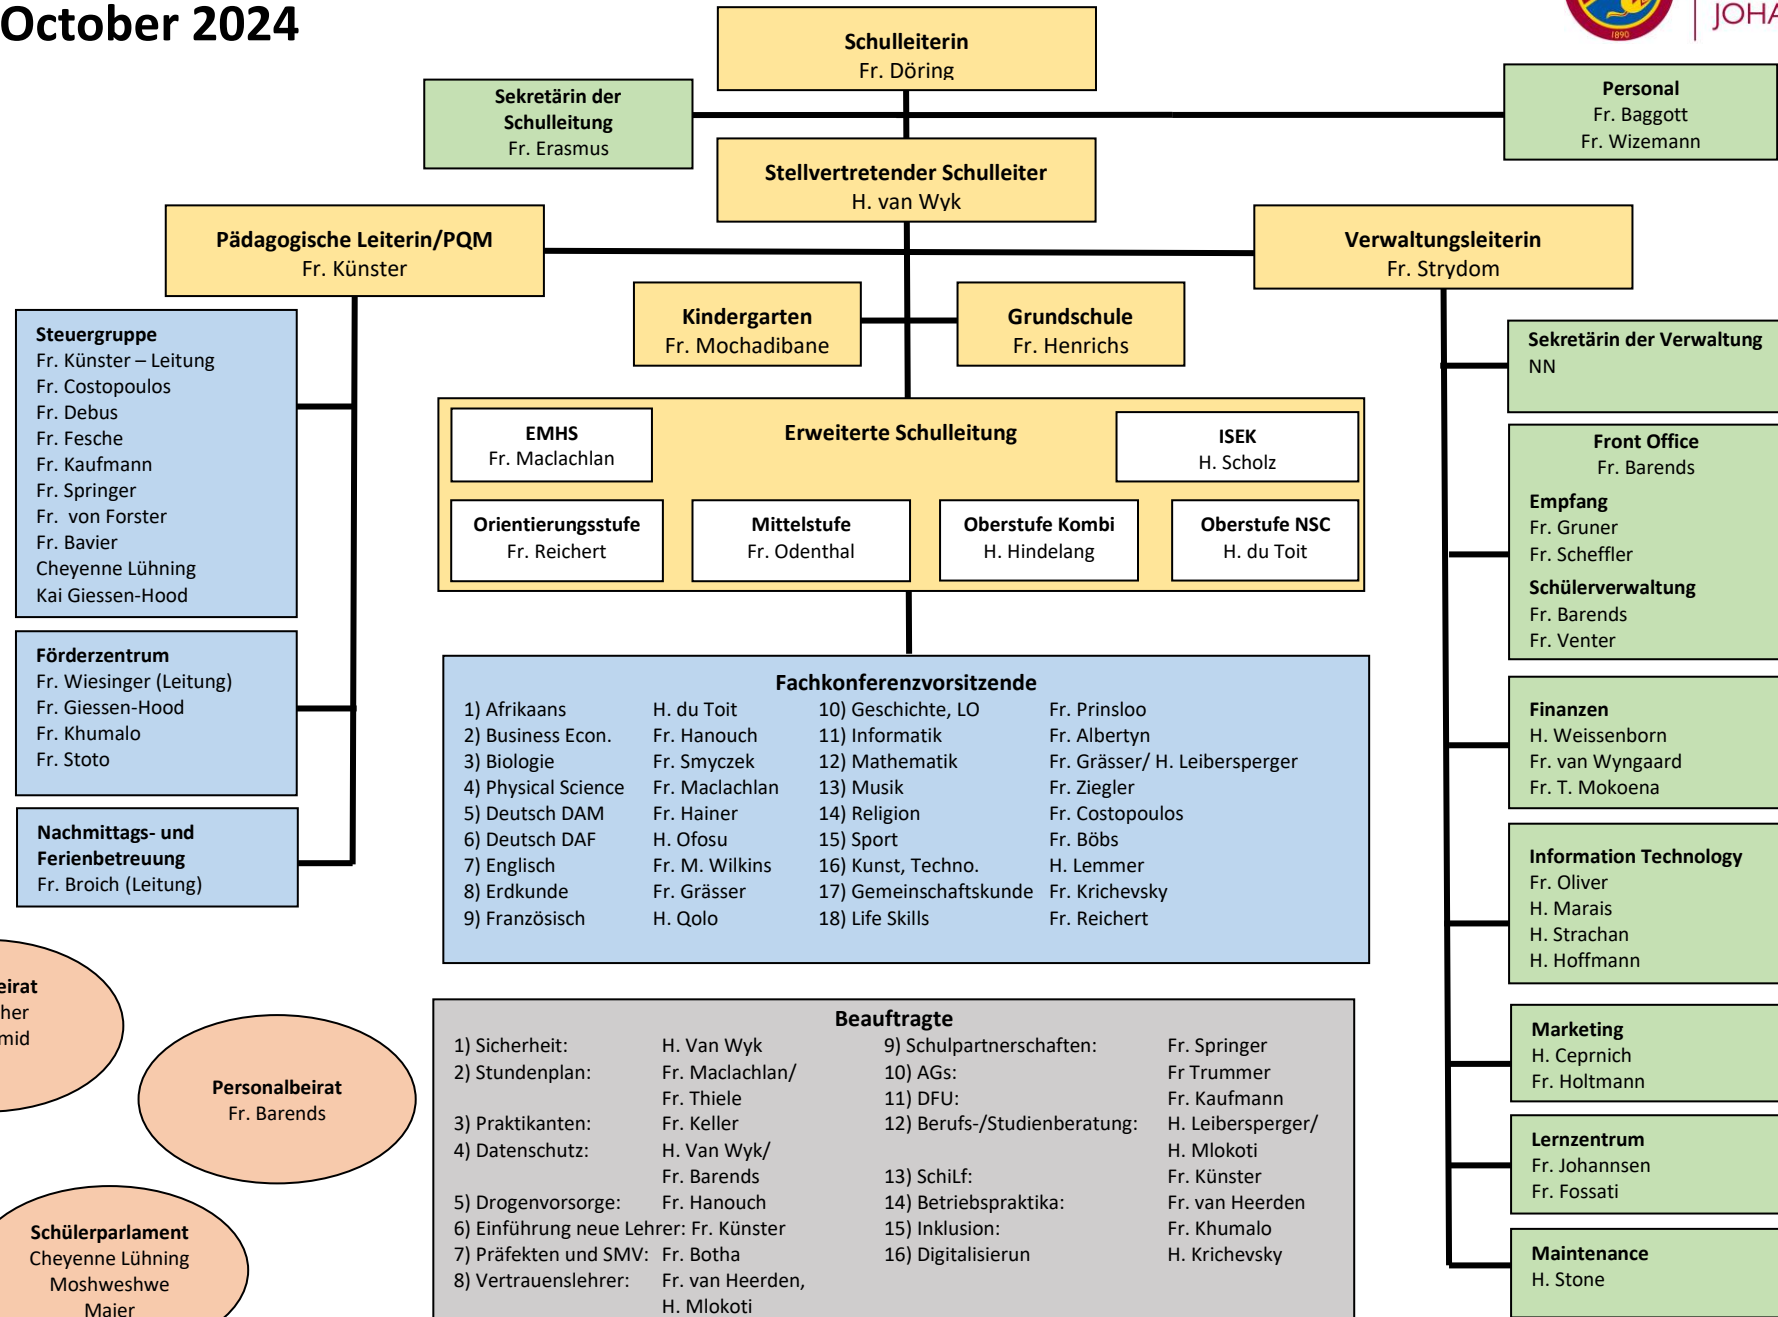 October 2024
1890
Schulleiterin
Fr. Döring
Sekretärin der
Schulleitung
Fr. Erasmus
Personal
Fr. Baggott
Fr. Wizemann
Stellvertretender Schulleiter
H. van Wyk
Pädagogische Leiterin/PQM
Fr. Künster
Verwaltungsleiterin
Fr. Strydom
Kindergarten
Fr. Mochadibane
Grundschule
Fr. Henrichs
Steuergruppe
Fr. Künster – Leitung
Fr. Costopoulos
Fr. Debus
Fr. Fesche
Fr. Kaufmann
Fr. Springer
Fr. von Forster
Fr. Bavier
Cheyenne Lühning
Kai Giessen-Hood
Förderzentrum
Fr. Wiesinger (Leitung)
Fr. Giessen-Hood
Fr. Khumalo
Fr. Stoto
Nachmittags- und
Ferienbetreuung
Fr. Broich (Leitung)
Erweiterte Schulleitung
EMHS
Fr. Maclachlan
ISEK
H. Scholz
Orientierungsstufe
Fr. Reichert
Mittelstufe
Fr. Odenthal
Oberstufe Kombi
H. Hindelang
Oberstufe NSC
H. du Toit
Fachkonferenzvorsitzende
1) Afrikaans H. du Toit 10) Geschichte, LO Fr. Prinsloo
2) Business Econ. Fr. Hanouch 11) Informatik Fr. Albertyn
3) Biologie Fr. Smyczek 12) Mathematik Fr. Grässer/ H. Leibersperger
4) Physical Science Fr. Maclachlan 13) Musik Fr. Ziegler
5) Deutsch DAM Fr. Hainer 14) Religion Fr. Costopoulos
6) Deutsch DAF H. Ofosu 15) Sport Fr. Böbs
7) Englisch Fr. M. Wilkins 16) Kunst, Techno. H. Lemmer
8) Erdkunde Fr. Grässer 17) Gemeinschaftskunde Fr. Krichevsky
9) Französisch H. Qolo 18) Life Skills Fr. Reichert
Beauftragte
1) Sicherheit: H. Van Wyk 9) Schulpartnerschaften: Fr. Springer
2) Stundenplan: Fr. Maclachlan/ 10) AGs: Fr Trummer
Fr. Thiele 11) DFU: Fr. Kaufmann
3) Praktikanten: Fr. Keller 12) Berufs-/Studienberatung: H. Leibersperger/
4) Datenschutz: H. Van Wyk/ H. Mlokoti
Fr. Barends 13) SchiLf: Fr. Künster
5) Drogenvorsorge: Fr. Hanouch 14) Betriebspraktika: Fr. van Heerden
6) Einführung neue Lehrer: Fr. Künster 15) Inklusion: Fr. Khumalo
7) Präfekten und SMV: Fr. Botha 16) Digitalisierun H. Krichevsky
8) Vertrauenslehrer: Fr. van Heerden,
H. Mlokoti
Personalbeirat
Fr. Barends
Schülerparlament
Cheyenne Lühning
Moshweshwe
Maier
Sekretärin der Verwaltung
NN
Front Office
Fr. Barends
Empfang
Fr. Gruner
Fr. Scheffler
Schülerverwaltung
Fr. Barends
Fr. Venter
Finanzen
H. Weissenborn
Fr. van Wyngaard
Fr. T. Mokoena
Information Technology
Fr. Oliver
H. Marais
H. Strachan
H. Hoffmann
Marketing
H. Ceprnich
Fr. Holtmann
Lernzentrum
Fr. Johannsen
Fr. Fossati
Maintenance
H. Stone